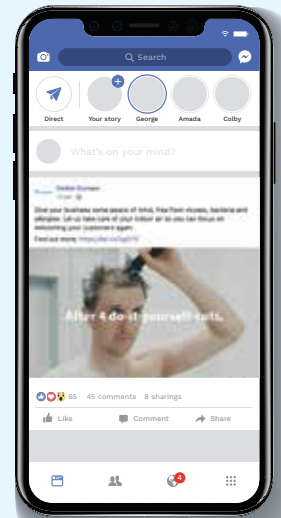 Search
Direct
Your story
George
Amada
Colby
What's on your mind?
Give your business some peace of mind, free from viruses, bacteria and
allergies. Let us take care of your indoor air so you can focus on
welcoming your customers again.
Find out more:
After 4 do-it-yourself cuts.
65 45 comments 8 sharings
Like
Comment
Share
4